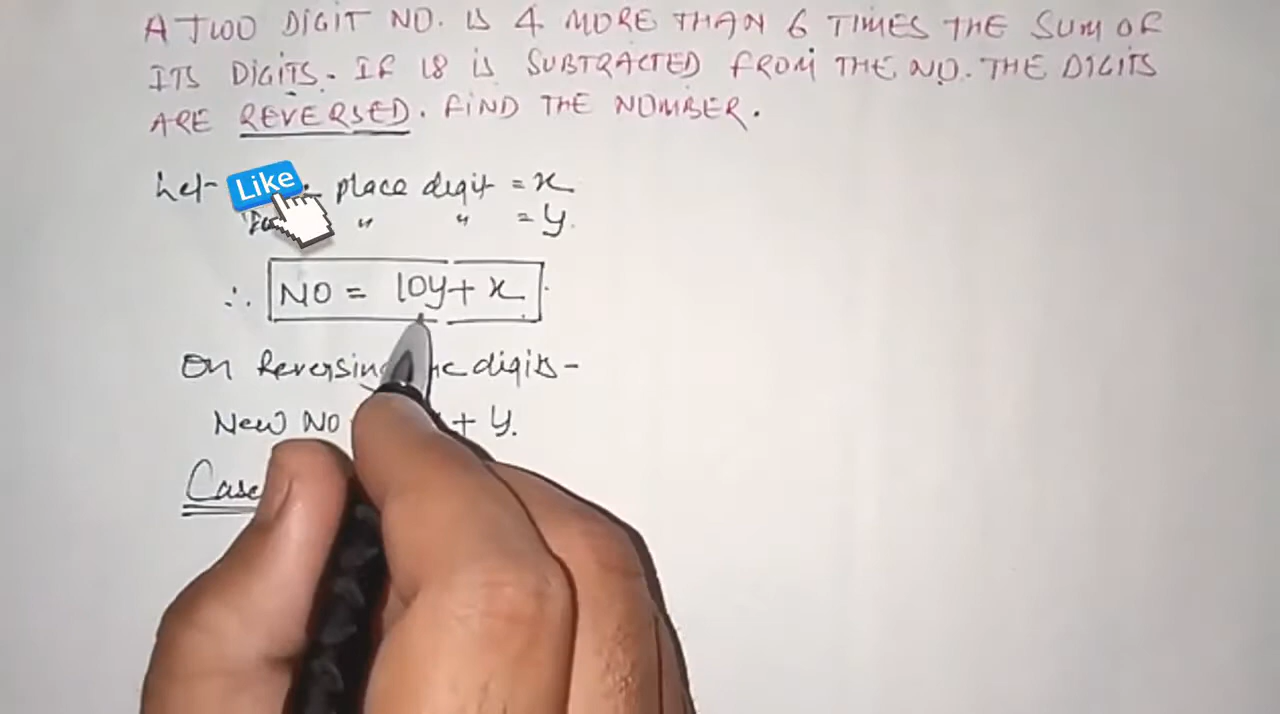 A TWO DIGIT NO. IS 4 MORE THAN 6 TIMES THE SUM OF
ITS DIGITS. IF 18 IS SUBTRACTED FROM THE NO. THE DIGITS
ARE REVERSED. FIND THE NUMBER.
Let Like place digit = x
" " = y.
∴ NO = 10y + x
On Reversing digits -
New NO + y.
Case